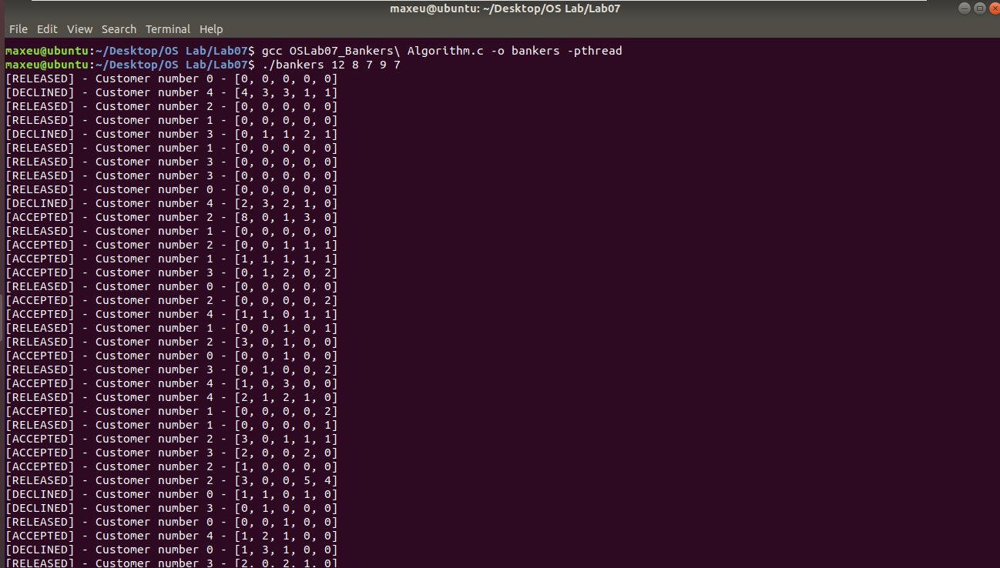 maxeu@ubuntu: ~/Desktop/OS Lab/Lab07
File Edit View Search Terminal Help
maxeu@ubuntu:~/Desktop/OS Lab/Lab07$ gcc OSLab07_Bankers\ Algorithm.c -o bankers -pthread
maxeu@ubuntu:~/Desktop/OS Lab/Lab07$ ./bankers 12 8 7 9 7
[RELEASED] - Customer number 0 - [0, 0, 0, 0, 0]
[DECLINED] - Customer number 4 - [4, 3, 3, 1, 1]
[RELEASED] - Customer number 2 - [0, 0, 0, 0, 0]
[RELEASED] - Customer number 1 - [0, 0, 0, 0, 0]
[DECLINED] - Customer number 3 - [0, 1, 1, 2, 1]
[RELEASED] - Customer number 1 - [0, 0, 0, 0, 0]
[RELEASED] - Customer number 3 - [0, 0, 0, 0, 0]
[RELEASED] - Customer number 3 - [0, 0, 0, 0, 0]
[RELEASED] - Customer number 0 - [0, 0, 0, 0, 0]
[DECLINED] - Customer number 4 - [2, 3, 2, 1, 0]
[ACCEPTED] - Customer number 2 - [8, 0, 1, 3, 0]
[RELEASED] - Customer number 1 - [0, 0, 0, 0, 0]
[ACCEPTED] - Customer number 2 - [0, 0, 1, 1, 1]
[ACCEPTED] - Customer number 1 - [1, 1, 1, 1, 1]
[ACCEPTED] - Customer number 3 - [0, 1, 2, 0, 2]
[RELEASED] - Customer number 0 - [0, 0, 0, 0, 0]
[ACCEPTED] - Customer number 2 - [0, 0, 0, 0, 2]
[ACCEPTED] - Customer number 4 - [1, 1, 0, 1, 1]
[RELEASED] - Customer number 1 - [0, 0, 1, 0, 1]
[RELEASED] - Customer number 2 - [3, 0, 1, 0, 0]
[ACCEPTED] - Customer number 0 - [0, 0, 1, 0, 0]
[RELEASED] - Customer number 3 - [0, 1, 0, 0, 2]
[ACCEPTED] - Customer number 4 - [1, 0, 3, 0, 0]
[RELEASED] - Customer number 4 - [2, 1, 2, 1, 0]
[ACCEPTED] - Customer number 1 - [0, 0, 0, 0, 2]
[RELEASED] - Customer number 1 - [0, 0, 0, 0, 1]
[ACCEPTED] - Customer number 2 - [3, 0, 1, 1, 1]
[ACCEPTED] - Customer number 3 - [2, 0, 0, 2, 0]
[ACCEPTED] - Customer number 2 - [1, 0, 0, 0, 0]
[RELEASED] - Customer number 2 - [3, 0, 0, 5, 4]
[DECLINED] - Customer number 0 - [1, 1, 0, 1, 0]
[DECLINED] - Customer number 3 - [0, 1, 0, 0, 0]
[RELEASED] - Customer number 0 - [0, 0, 1, 0, 0]
[ACCEPTED] - Customer number 4 - [1, 2, 1, 0, 0]
[DECLINED] - Customer number 0 - [1, 3, 1, 0, 0]
[RELEASED] - Customer number 3 - [2, 0, 2, 1, 0]